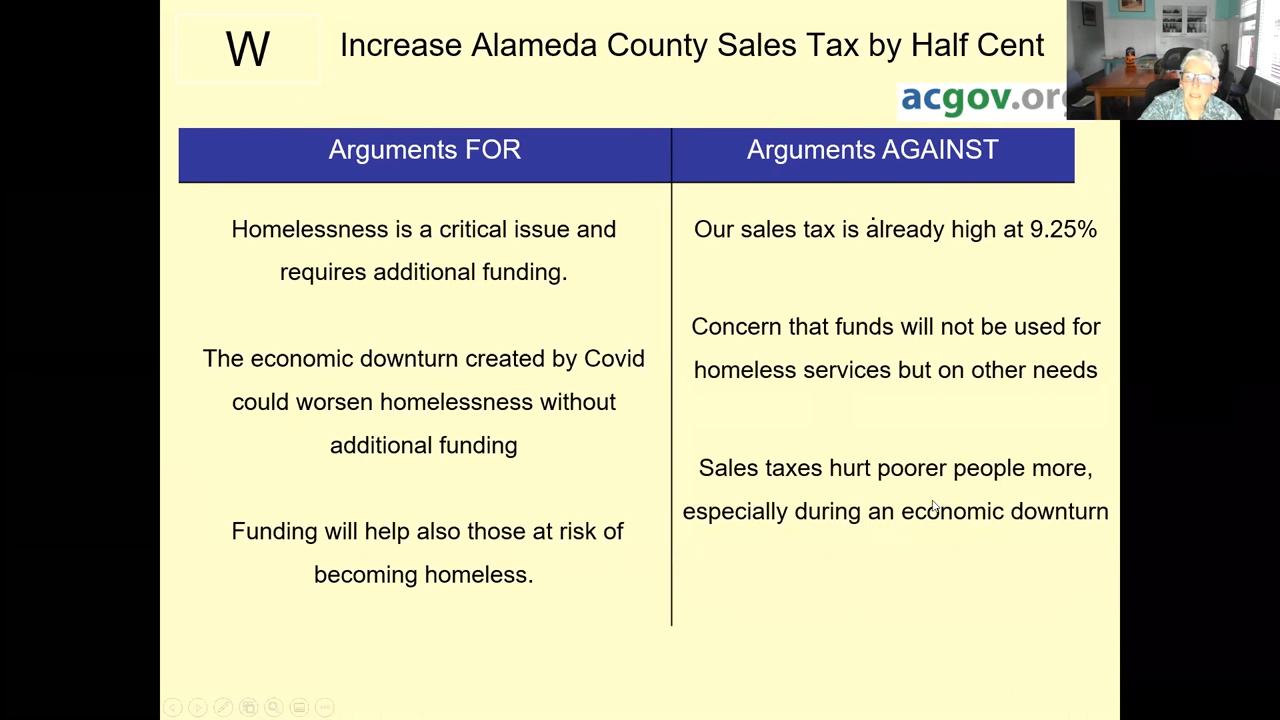 W
Increase Alameda County Sales Tax by Half Cent
acgov.org
Arguments FOR
Arguments AGAINST
Homelessness is a critical issue and
requires additional funding.
The economic downturn created by Covid
could worsen homelessness without
additional funding
Funding will help also those at risk of
becoming homeless.
Our sales tax is already high at 9.25%
Concern that funds will not be used for
homeless services but on other needs
Sales taxes hurt poorer people more,
especially during an economic downturn